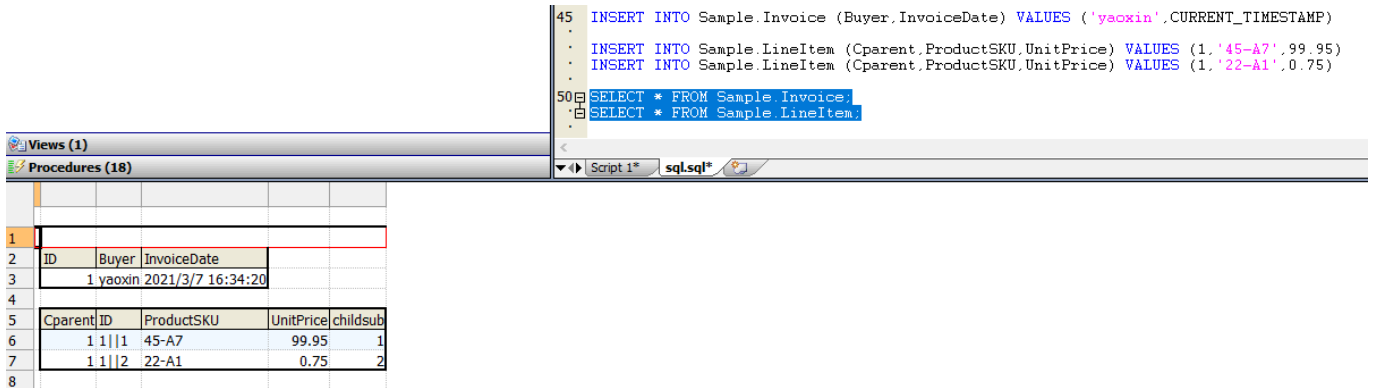 45 INSERT INTO Sample.Invoice (Buyer,InvoiceDate) VALUES ('yaoxin',CURRENT_TIMESTAMP)
INSERT INTO Sample.LineItem (Cparent,ProductSKU,UnitPrice) VALUES (1,'45-A7',99.95)
INSERT INTO Sample.LineItem (Cparent,ProductSKU,UnitPrice) VALUES (1,'22-A1',0.75)
50 SELECT * FROM Sample.Invoice;
SELECT * FROM Sample.LineItem;
Views (1)
Procedures (18)
Script 1* sql.sql*
1
2 ID Buyer InvoiceDate
3 1 yaoxin 2021/3/7 16:34:20
4
5 Cparent ID ProductSKU UnitPrice childsub
6 1 1||1 45-A7 99.95 1
7 1 1||2 22-A1 0.75 2
8